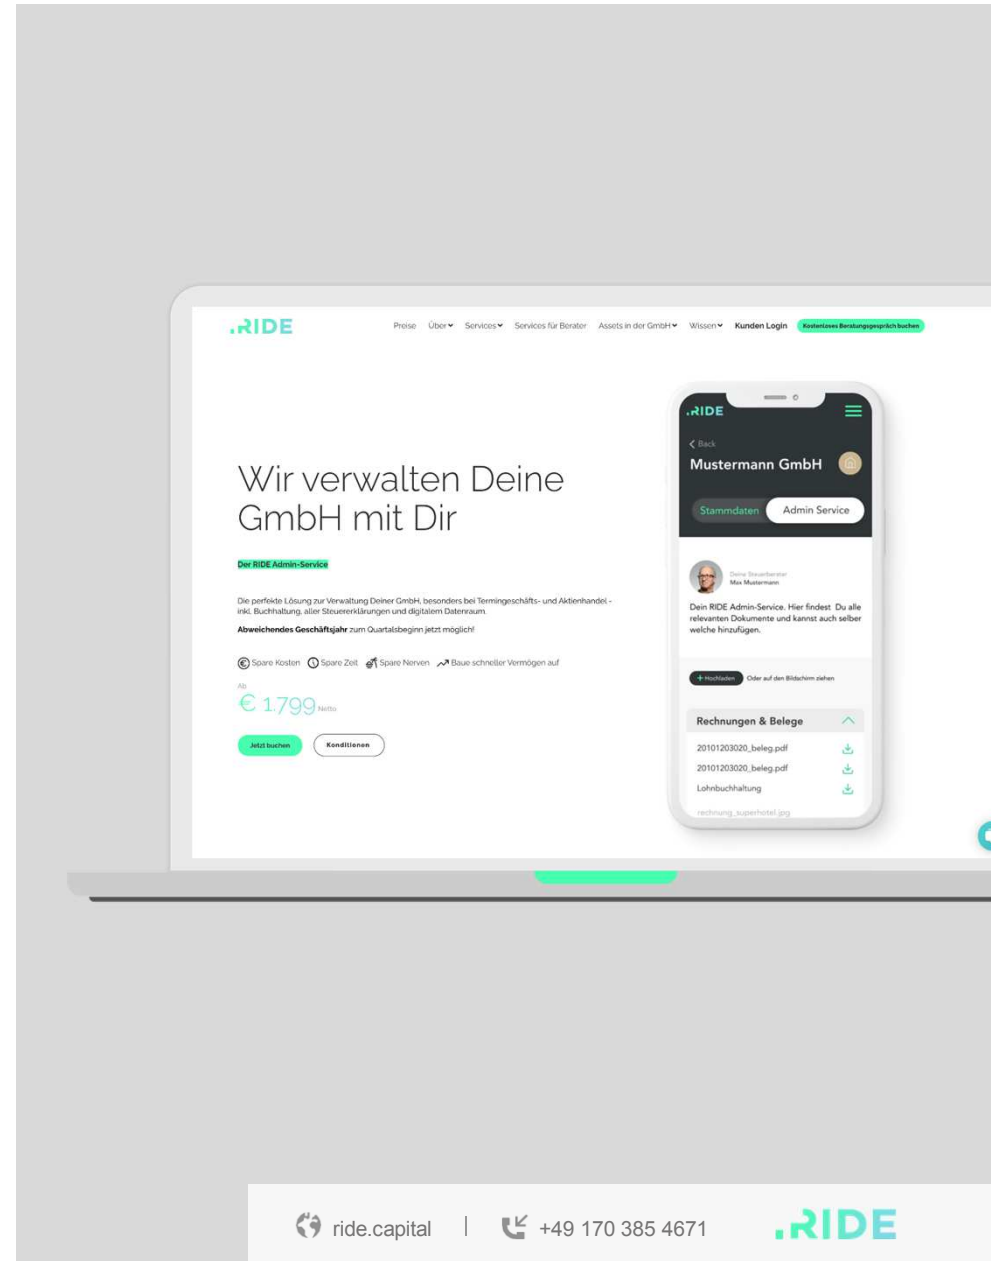 .RIDE
Preise Über Services Services für Berater Assets in der GmbH Wissen Kunden Login Kostenloses Beratungsgespräch buchen
Wir verwalten Deine
GmbH mit Dir
Der RIDE Admin-Service
Die perfekte Lösung zur Verwaltung Deiner GmbH, besonders bei Termingeschäfts- und Aktienhandel -
inkl. Buchhaltung, aller Steuererklärungen und digitalem Datenraum.
Abweichendes Geschäftsjahr zum Quartalsbeginn jetzt möglich!
Spare Kosten Spare Zeit Spare Nerven Baue schneller Vermögen auf
Ab
€ 1.799 Netto
Jetzt buchen Konditionen
.RIDE
Back
Mustermann GmbH
Stammdaten Admin Service
Deine Steuerberater
Max Mustermann
Dein RIDE Admin-Service. Hier findest Du alle
relevanten Dokumente und kannst auch selber
welche hinzufügen.
+ Hochladen Oder auf den Bildschirm ziehen
Rechnungen & Belege
20101203020_beleg.pdf
20101203020_beleg.pdf
Lohnbuchhaltung
rechnung_superhotel.jpg
ride.capital | +49 170 385 4671 .RIDE